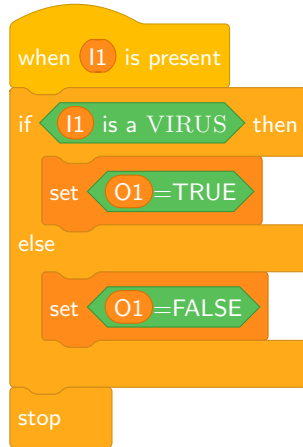 when I1 is present
if I1 is a VIRUS then
set O1=TRUE
else
set O1=FALSE
stop